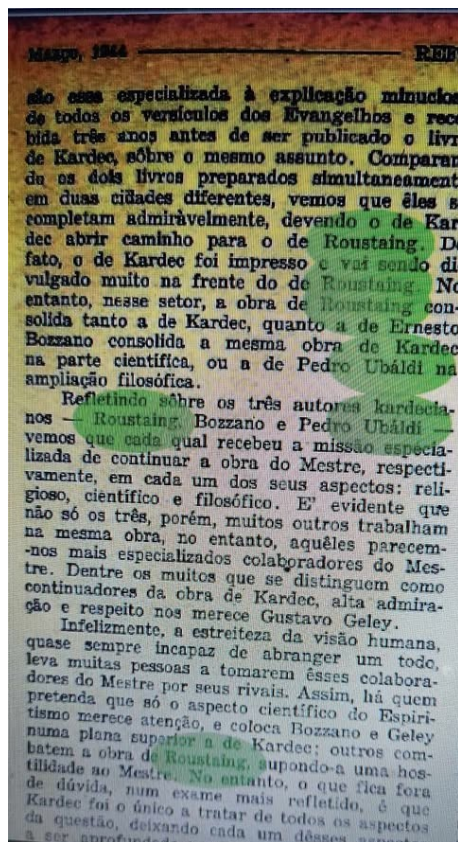 Março, 1944 REF
são essa especializada à explicação minucios
de todos os versículos dos Evangelhos e rece
bida três anos antes de ser publicado o livr
de Kardec, sôbre o mesmo assunto. Comparan
do os dois livros preparados simultaneament
em duas cidades diferentes, vemos que êles s
completam admiràvelmente, devendo o de Kar
dec abrir caminho para o de Roustaing. De
fato, o de Kardec foi impresso e vai sendo di
vulgado muito na frente do de Roustaing. No
entanto, nesse setor, a obra de Roustaing con-
solida tanto a de Kardec, quanto a de Ernesto
Bozzano consolida a mesma obra de Kardec
na parte científica, ou a de Pedro Ubáldi na
ampliação filosófica.
Refletindo sôbre os três autores kardecia-
nos — Roustaing, Bozzano e Pedro Ubáldi —
vemos que cada qual recebeu a missão especia-
lizada de continuar a obra do Mestre, respecti-
vamente, em cada um dos seus aspectos: reli-
gioso, científico e filosófico. E' evidente que
não só os três, porém, muitos outros trabalham
na mesma obra, no entanto, aquêles parecem-
-nos mais especializados colaboradores do Mes-
tre. Dentre os muitos que se distinguem como
continuadores da obra de Kardec, alta admira-
ção e respeito nos merece Gustavo Geley.
Infelizmente, a estreiteza da visão humana,
quase sempre incapaz de abranger um todo,
leva muitas pessoas a tomarem êsses colabora-
dores do Mestre por seus rivais. Assim, há quem
pretenda que só o aspecto científico do Espiri-
tismo merece atenção, e coloca Bozzano e Geley
numa plana superior a de Kardec; outros com-
batem a obra de Roustaing, supondo-a uma hos-
tilidade ao Mestre. No entanto, o que fica fora
de dúvida, num exame mais refletido, é que
Kardec foi o único a tratar de todos os aspectos
da questão, deixando cada um dêsses
a ser